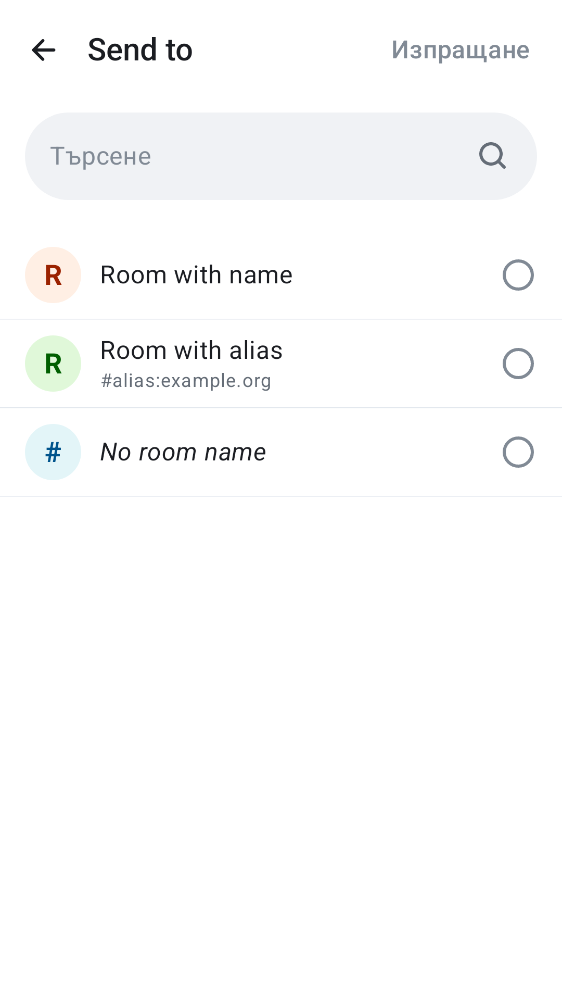 Send to
Изпращане
Търсене
R
Room with name
R
Room with alias
#alias:example.org
#
No room name